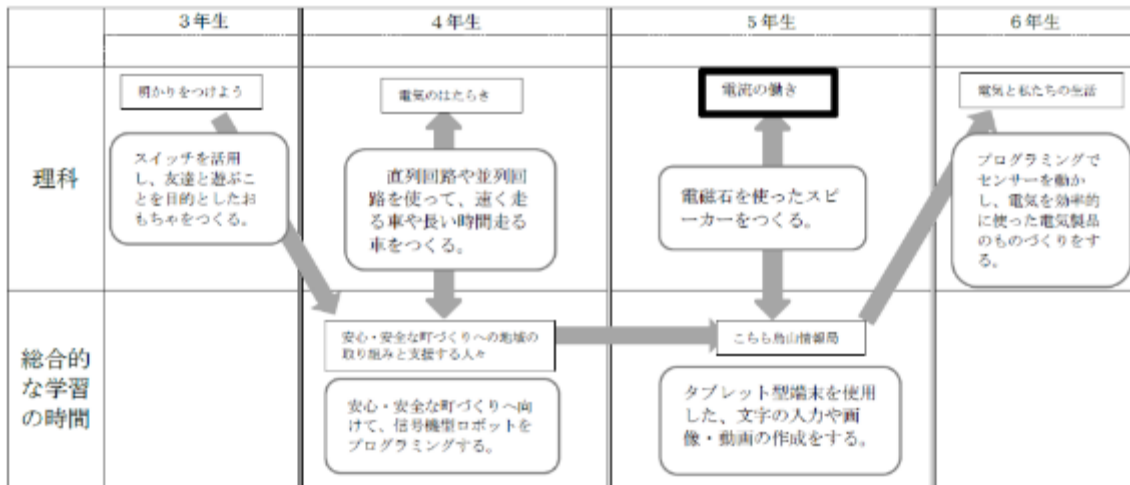 3年生
4年生
5年生
6年生
理科
明かりをつけよう
電気のはたらき
電流の働き
電気と私たちの生活
スイッチを活用
し、友達と遊ぶこ
とを目的としたお
もちゃをつくる。
直列回路や並列回
路を使って、速く走
る車や長い時間走る
車をつくる。
電磁石を使ったスピ
ーカーをつくる。
プログラミングで
センサーを動か
し、電気を効率的
に使った電気製品
のものづくりをす
る。
総合的
な学習
の時間
安心・安全な町づくりへの地域の
取り組みと支援する人々
こちら烏山情報局
安心・安全な町づくりへ向
けて、信号機型ロボットを
プログラミングする。
タブレット型端末を使用
した、文字の入力や画
像・動画の作成をする。